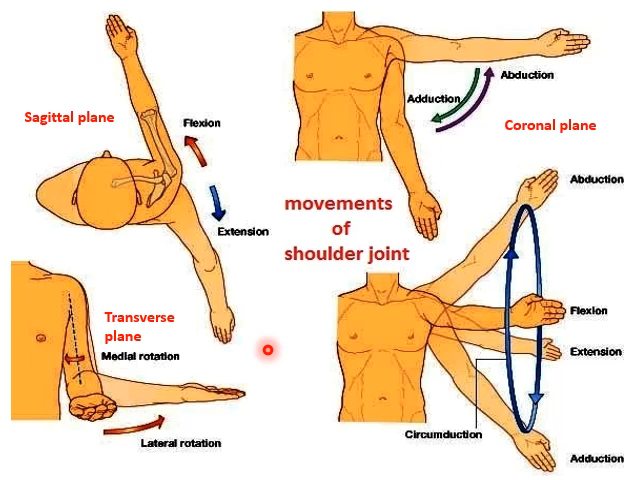 Sagittal plane
Flexion
Extension
Abduction
Adduction
Coronal plane
movements
of
shoulder joint
Transverse
plane
Medial rotation
Lateral rotation
Abduction
Flexion
Extension
Circumduction
Adduction